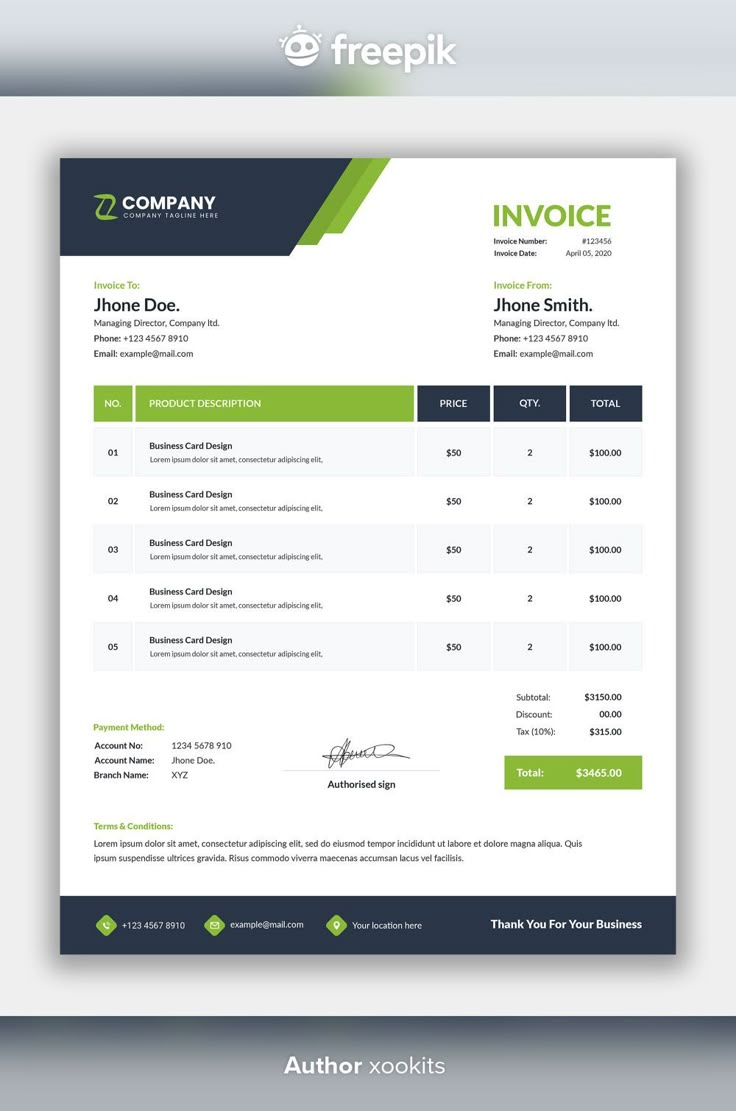 freepik
COMPANY
COMPANY TAGLINE HERE
INVOICE
Invoice Number: #123456
Invoice Date: April 05, 2020
Invoice To:
Jhone Doe.
Managing Director, Company ltd.
Phone: +123 4567 8910
Email: example@mail.com
Invoice From:
Jhone Smith.
Managing Director, Company ltd.
Phone: +123 4567 8910
Email: example@mail.com
NO. PRODUCT DESCRIPTION PRICE QTY. TOTAL
01 Business Card Design $50 2 $100.00
Lorem ipsum dolor sit amet, consectetur adipiscing elit,
02 Business Card Design $50 2 $100.00
Lorem ipsum dolor sit amet, consectetur adipiscing elit,
03 Business Card Design $50 2 $100.00
Lorem ipsum dolor sit amet, consectetur adipiscing elit,
04 Business Card Design $50 2 $100.00
Lorem ipsum dolor sit amet, consectetur adipiscing elit,
05 Business Card Design $50 2 $100.00
Lorem ipsum dolor sit amet, consectetur adipiscing elit,
Subtotal: $3150.00
Discount: 00.00
Tax (10%): $315.00
Total: $3465.00
Payment Method:
Account No: 1234 5678 910
Account Name: Jhone Doe.
Branch Name: XYZ
Authorised sign
Terms & Conditions:
Lorem ipsum dolor sit amet, consectetur adipiscing elit, sed do eiusmod tempor incididunt ut labore et dolore magna aliqua. Quis
ipsum suspendisse ultrices gravida. Risus commodo viverra maecenas accumsan lacus vel facilisis.
+123 4567 8910 example@mail.com Your location here Thank You For Your Business
Author xookits